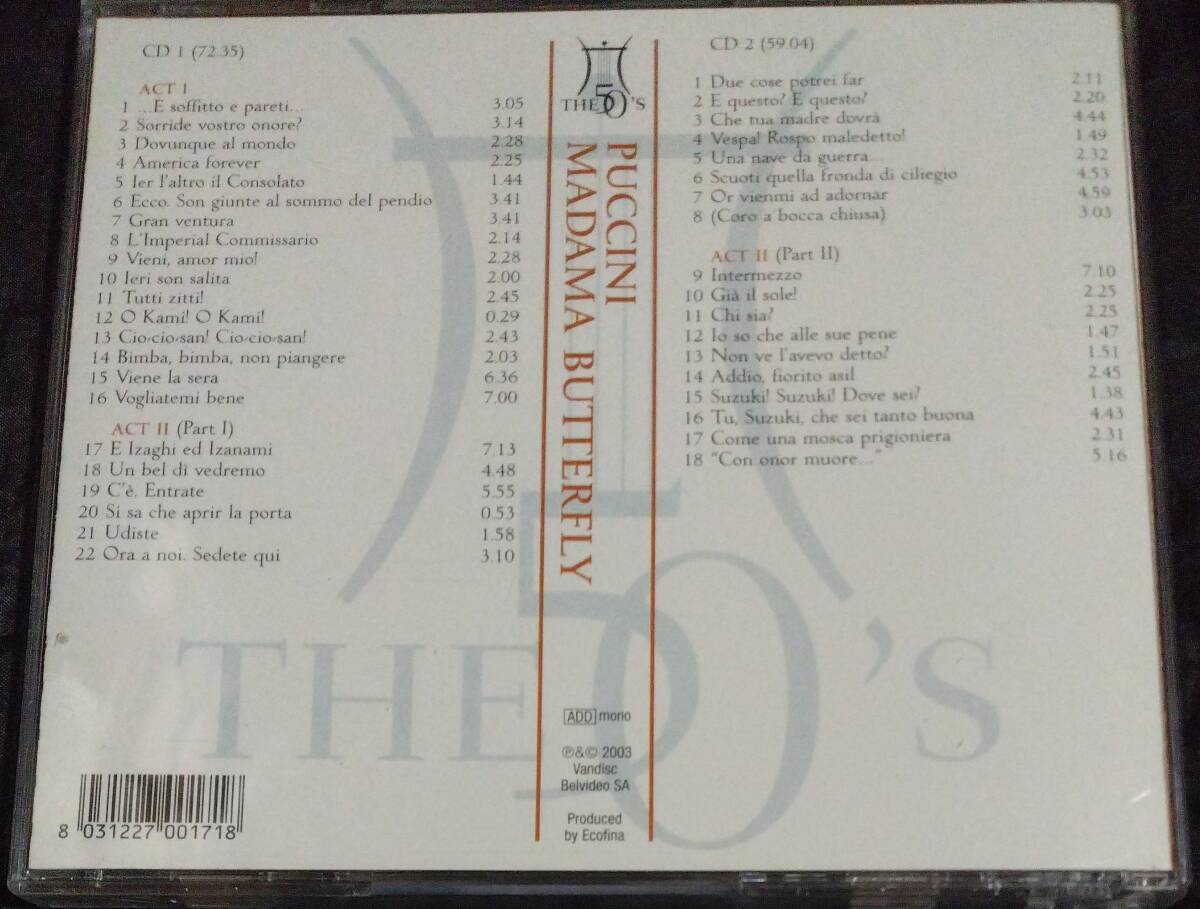 CD 1 (72.35)
ACT I
1 ...E soffitto e pareti... 3.05
2 Sorride vostro onore? 3.14
3 Dovunque al mondo 2.28
4 America forever 2.25
5 Ier l'altro il Consolato 1.44
6 Ecco. Son giunte al sommo del pendio 3.41
7 Gran ventura 3.41
8 L'Imperial Commissario 2.14
9 Vieni, amor mio! 2.28
10 Ieri son salita 2.00
11 Tutti zitti! 2.45
12 O Kami! O Kami! 0.29
13 Cio-cio-san! Cio-cio-san! 2.43
14 Bimba, bimba, non piangere 2.03
15 Viene la sera 6.36
16 Vogliatemi bene 7.00
ACT II (Part I)
17 E Izaghi ed Izanami 7.13
18 Un bel dì vedremo 4.48
19 C'è. Entrate 5.55
20 Si sa che aprir la porta 0.53
21 Udiste 1.58
22 Ora a noi. Sedete qui 3.10
THE 50'S
PUCCINI
MADAMA BUTTERFLY
ADD mono
℗&© 2003
Vandisc
Belvideo SA
Produced
by Ecofina
CD 2 (59.04)
1 Due cose potrei far 2.11
2 E questo? E questo? 2.20
3 Che tua madre dovrà 4.44
4 Vespa! Rospo maledetto! 1.49
5 Una nave da guerra... 2.32
6 Scuoti quella fronda di ciliegio 4.53
7 Or vienmi ad adornar 4.59
8 (Coro a bocca chiusa) 3.03
ACT II (Part II)
9 Intermezzo 7.10
10 Già il sole! 2.25
11 Chi sia? 2.25
12 Io so che alle sue pene 1.47
13 Non ve l'avevo detto? 1.51
14 Addio, fiorito asil 2.45
15 Suzuki! Suzuki! Dove sei? 1.38
16 Tu, Suzuki, che sei tanto buona 4.43
17 Come una mosca prigioniera 2.31
18 "Con onor muore..." 5.16
THE 50'S
8 031227 001718